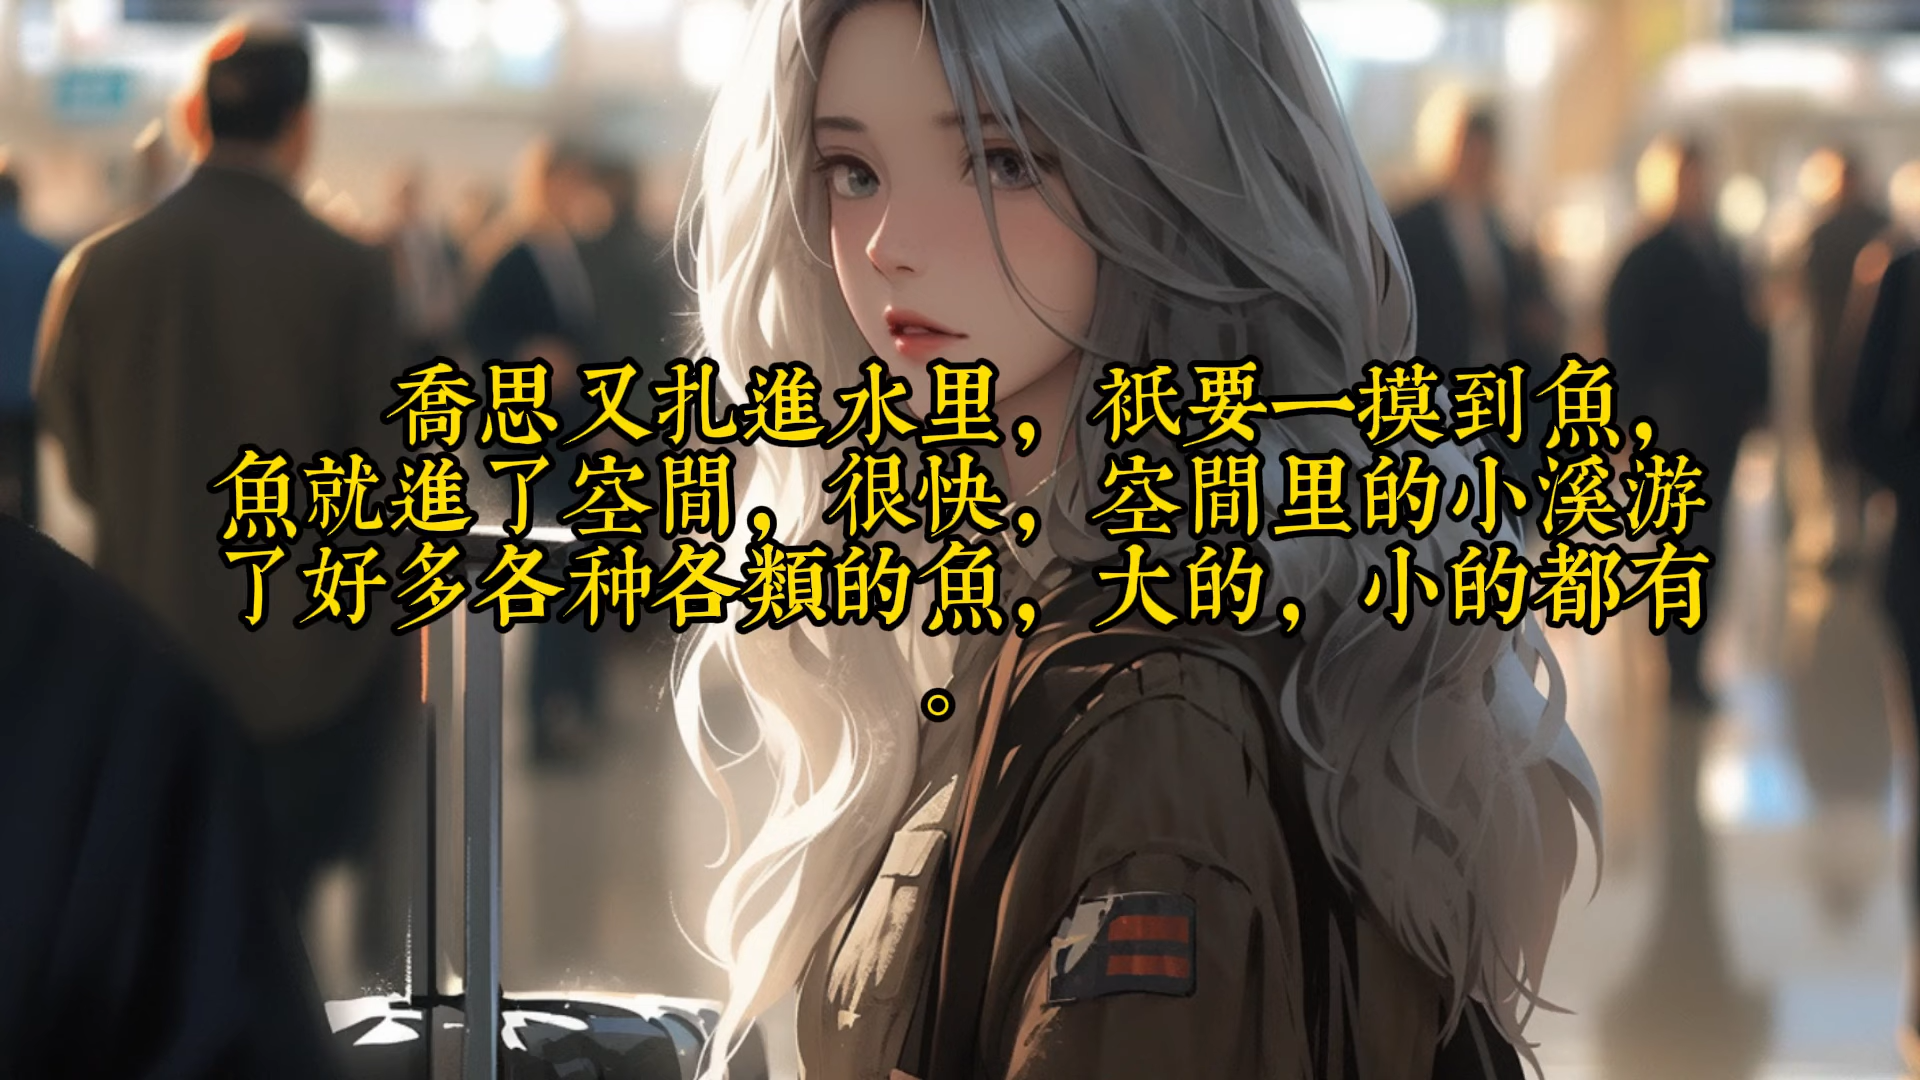 喬思又扎進水里，衹要一摸到魚，
魚就進了空間，很快，空間里的小溪游
了好多各种各類的魚，大的，小的都有
。